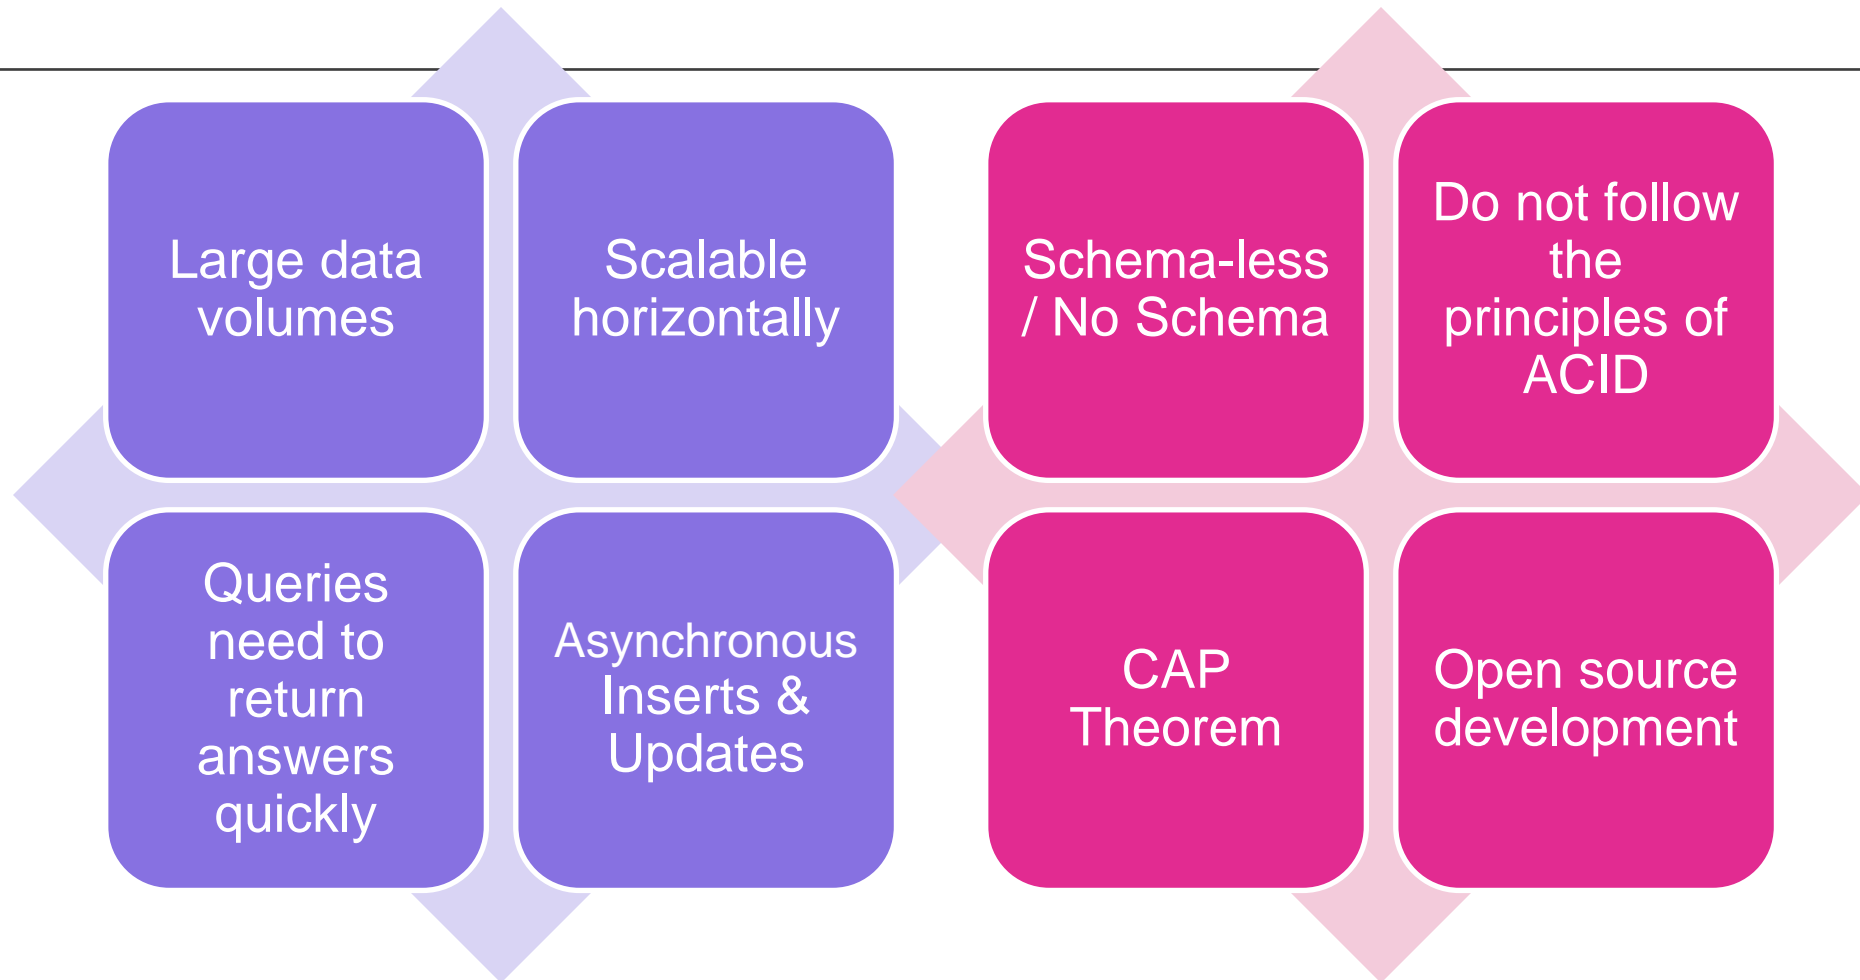 Large data
volumes
Scalable
horizontally
Queries
need to
return
answers
quickly
Asynchronous
Inserts &
Updates
Schema-less
/ No Schema
Do not follow
the
principles of
ACID
CAP
Theorem
Open source
development